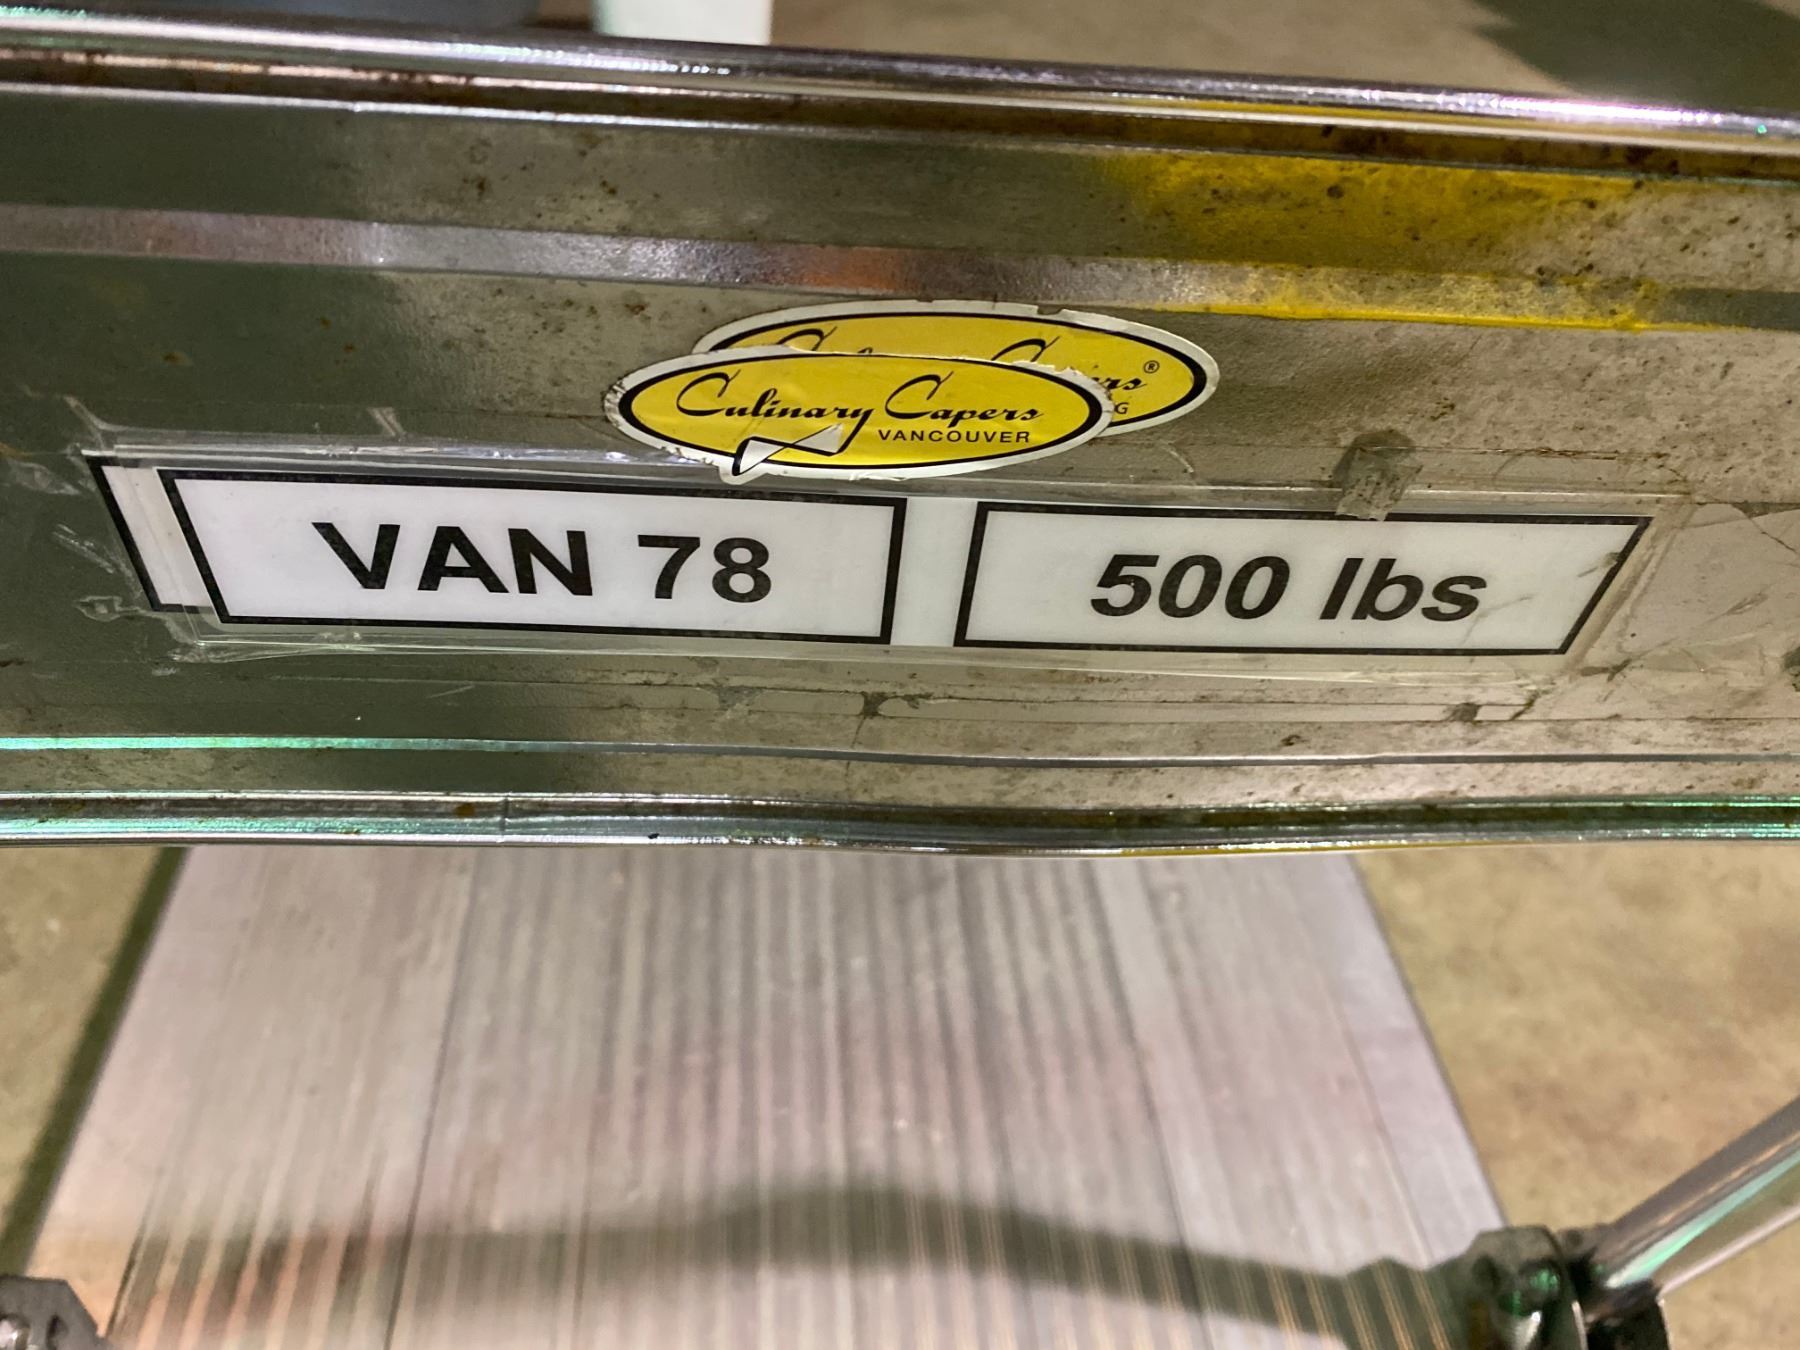 Culinary Capers
VANCOUVER
VAN 78
500 lbs